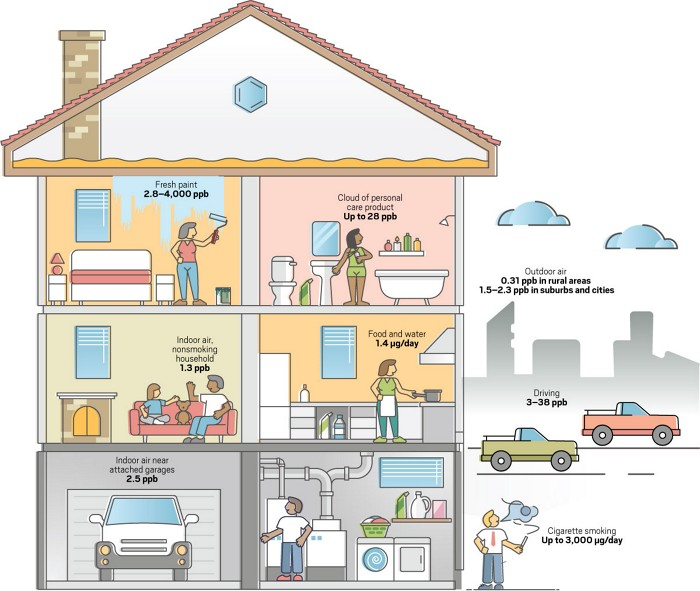 Fresh paint
2.8–4,000 ppb
Cloud of personal
care product
Up to 28 ppb
Outdoor air
0.31 ppb in rural areas
1.5–2.3 ppb in suburbs and cities
Indoor air,
nonsmoking
household
1.3 ppb
Food and water
1.4 µg/day
Driving
3–38 ppb
Indoor air near
attached garages
2.5 ppb
Cigarette smoking
Up to 3,000 µg/day